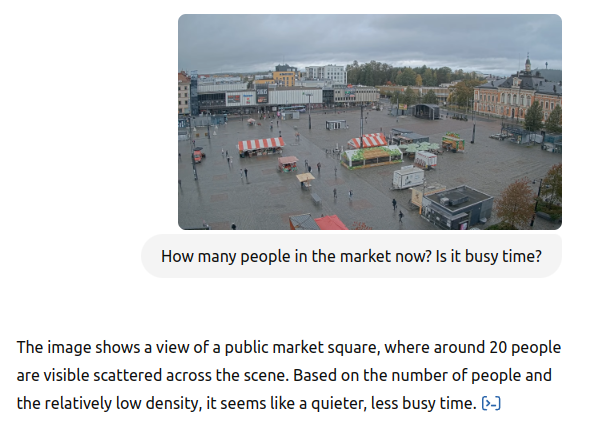 How many people in the market now? Is it busy time?
The image shows a view of a public market square, where around 20 people
are visible scattered across the scene. Based on the number of people and
the relatively low density, it seems like a quieter, less busy time. [>-]